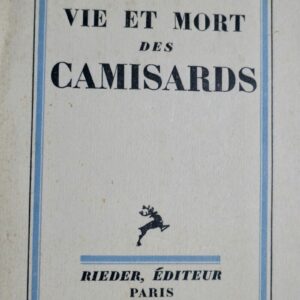 VIE ET MORT
DES
CAMISARDS
RIEDER, ÉDITEUR
PARIS